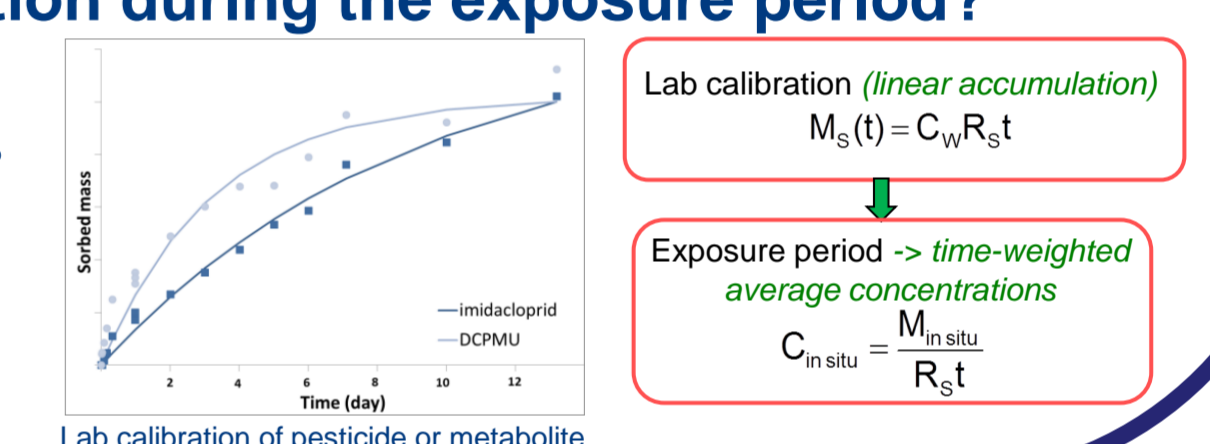 tion during the exposure period?
Sorbed mass
imidacloprid
DCPMU
2 4 6 8 10 12
Time (day)
Lab calibration of pesticide or metabolite
Lab calibration (linear accumulation)
M_S(t) = C_W R_S t
Exposure period -> time-weighted
average concentrations
C_in situ = M_in situ / R_S t